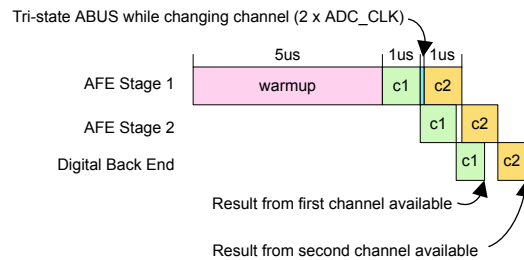 Tri-state ABUS while changing channel (2 x ADC_CLK)
5us 1us 1us
AFE Stage 1 warmup c1 c2
AFE Stage 2 c1 c2
Digital Back End c1 c2
Result from first channel available
Result from second channel available